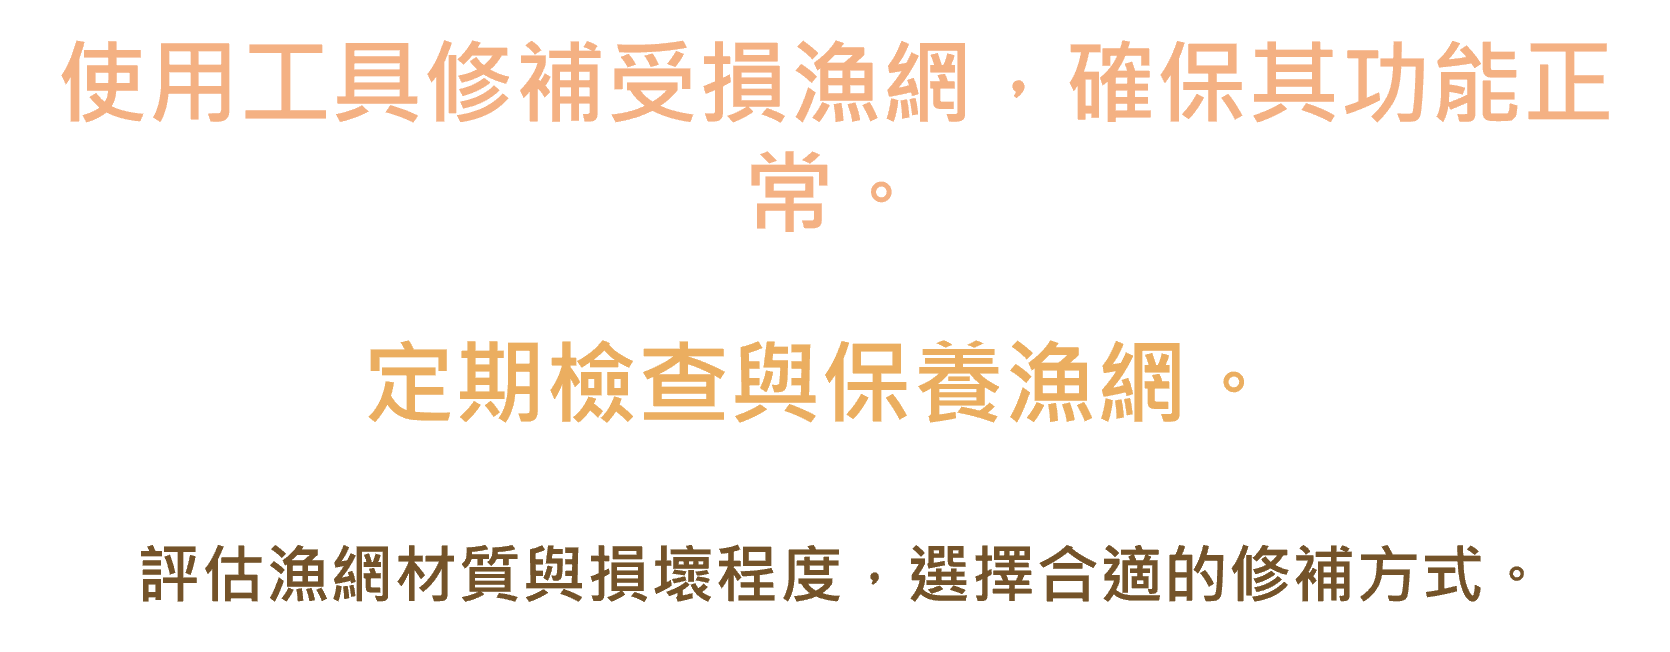 使用工具修補受損漁網，確保其功能正
常。
定期檢查與保養漁網。
評估漁網材質與損壞程度，選擇合適的修補方式。